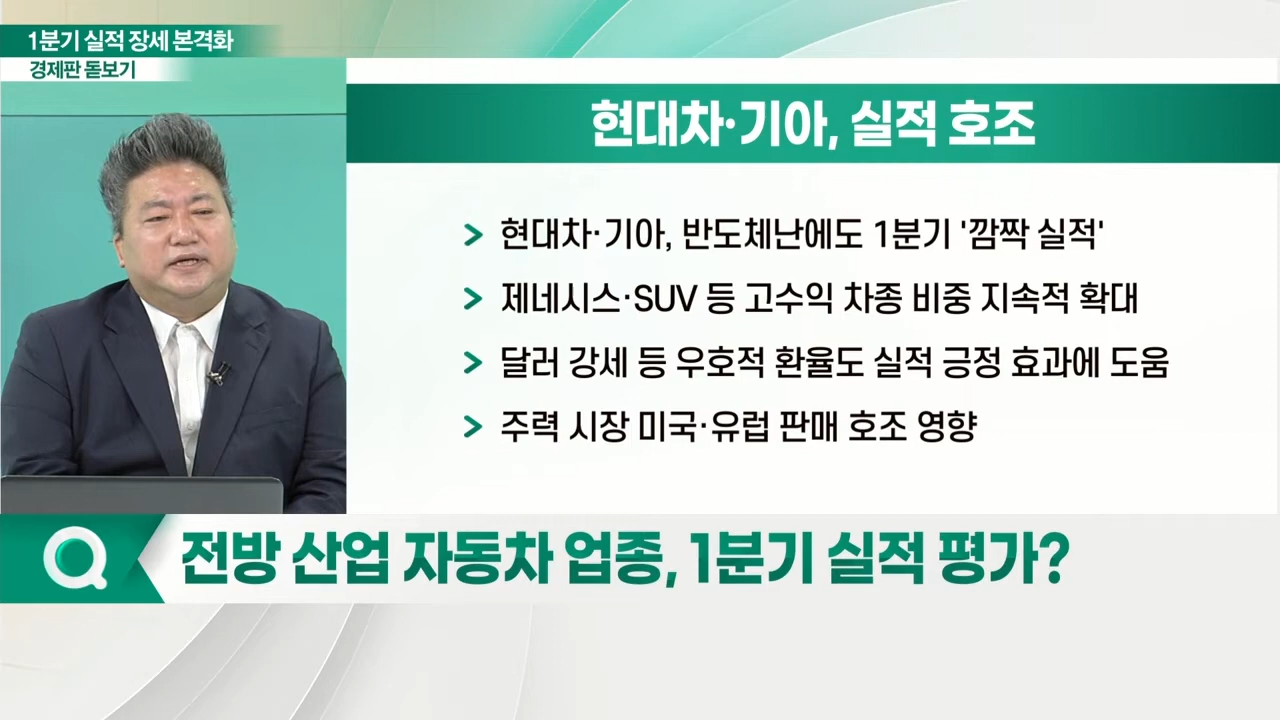 1분기 실적 장세 본격화
경제판 돋보기
현대차·기아, 실적 호조
현대차·기아, 반도체난에도 1분기 '깜짝 실적'
제네시스·SUV 등 고수익 차종 비중 지속적 확대
달러 강세 등 우호적 환율도 실적 긍정 효과에 도움
주력 시장 미국·유럽 판매 호조 영향
Q 전방 산업 자동차 업종, 1분기 실적 평가?